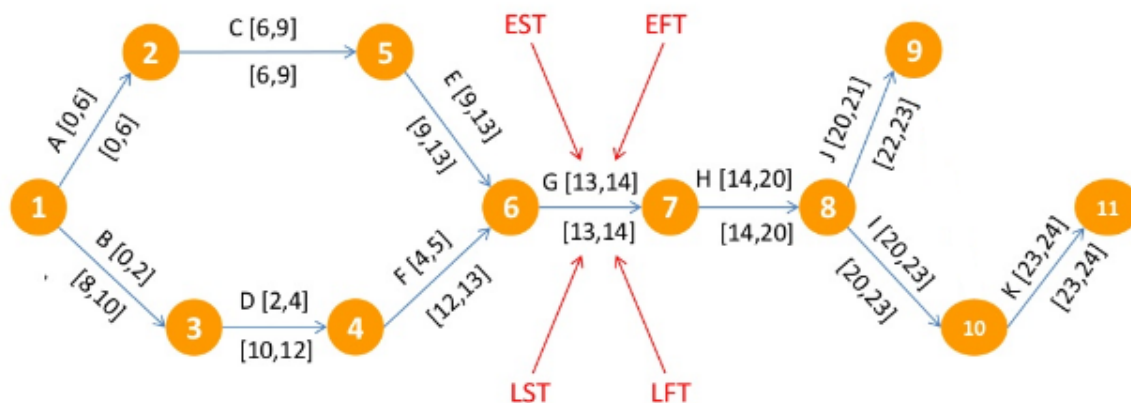 EST
EFT
2
C [6,9]
[6,9]
5
9
A [0,6]
[0,6]
E [9,13]
[9,13]
J [20,21]
[22,23]
1
6
G [13,14]
[13,14]
7
H [14,20]
[14,20]
8
11
B [0,2]
[8,10]
F [4,5]
[12,13]
I [20,23]
[20,23]
K [23,24]
[23,24]
3
D [2,4]
[10,12]
4
10
LST
LFT